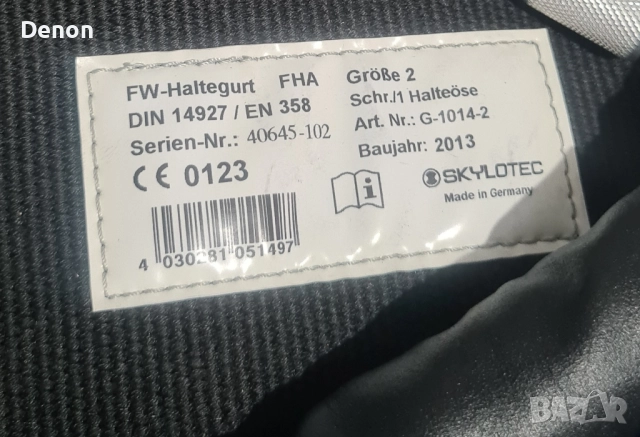 Denon
FW-Haltegurt FHA Größe 2
DIN 14927 / EN 358 Schr./1 Halteöse
Serien-Nr.: 40645-102 Art. Nr.: G-1014-2
Baujahr: 2013
CE 0123
i
SKYLOTEC
Made in Germany
4 030281 051497
BAZAR